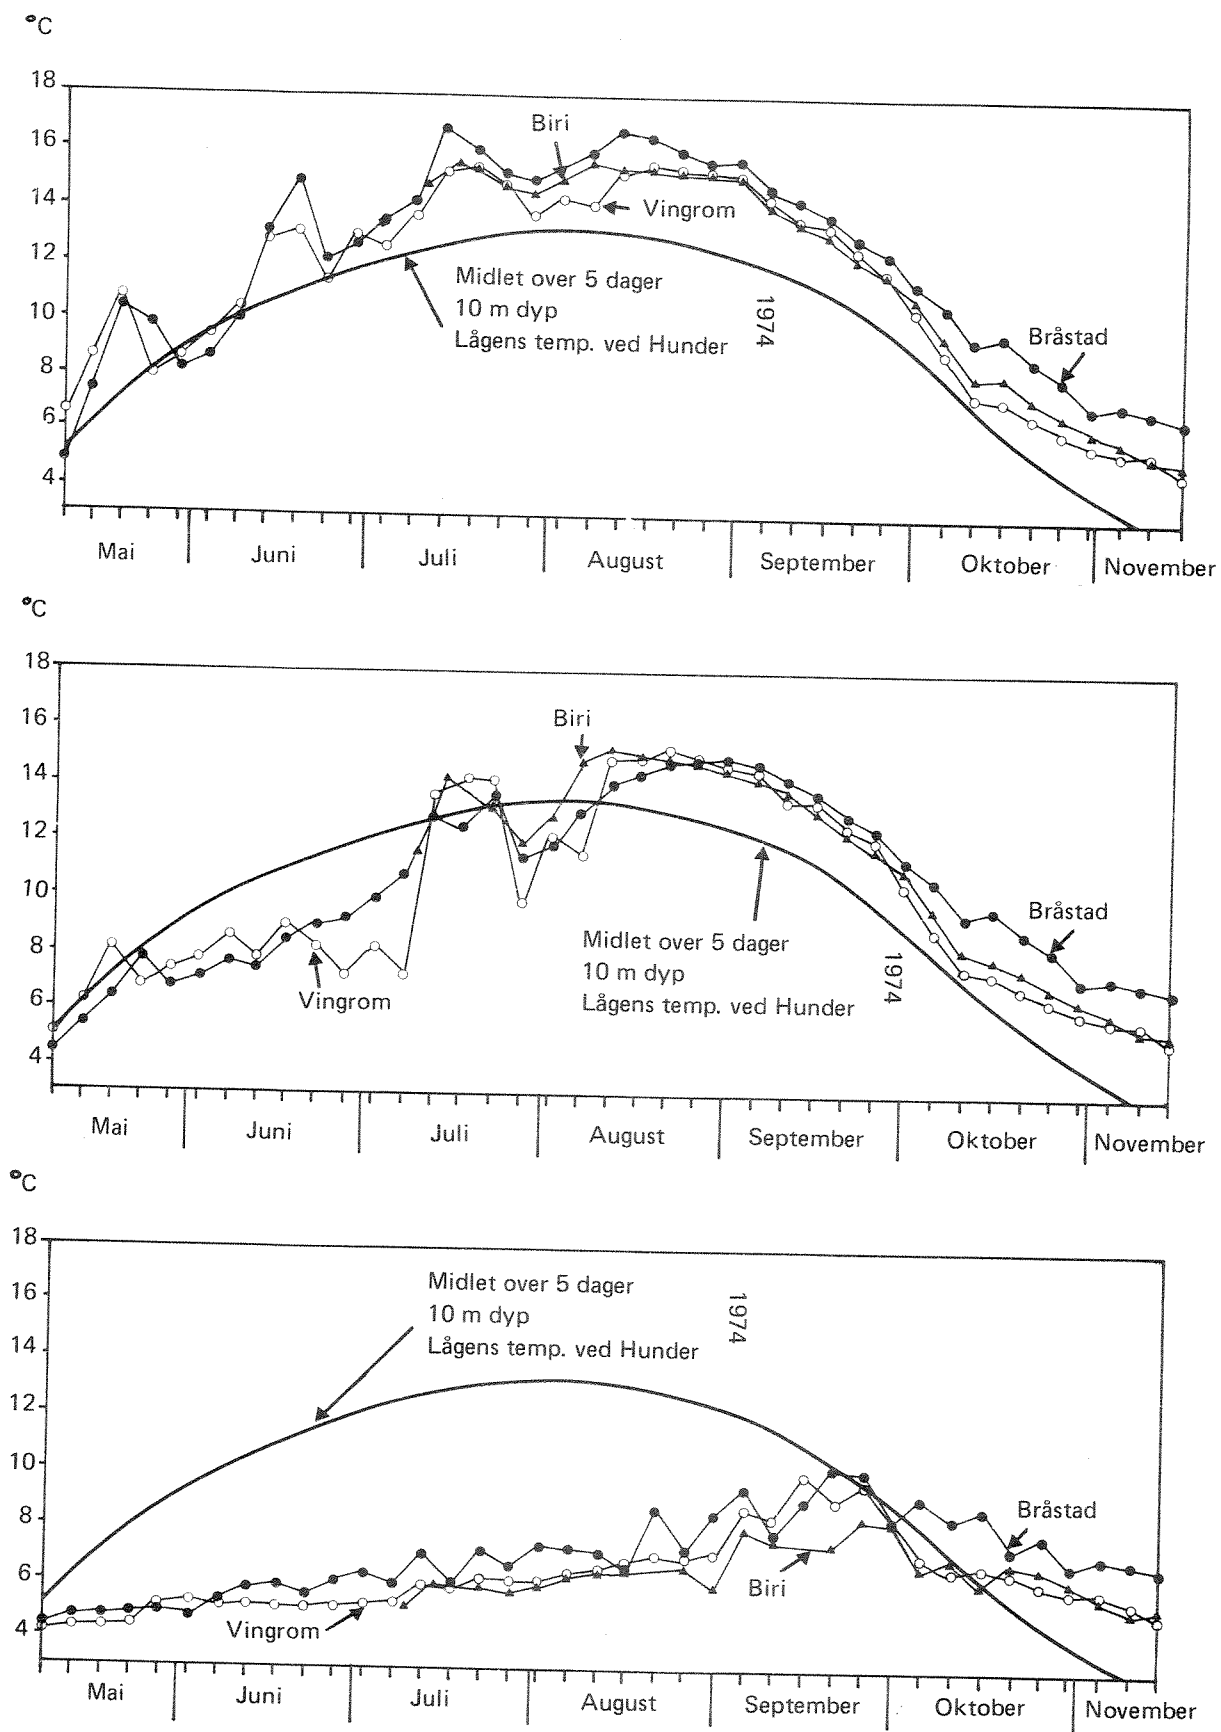 °C
18
16
14
12
10
8
6
4
Biri
Vingrom
Midlet over 5 dager
10 m dyp
Lågens temp. ved Hunder
1974
Bråstad
Mai Juni Juli August September Oktober November
°C
18
16
14
12
10
8
6
4
Biri
Bråstad
Midlet over 5 dager
10 m dyp
Lågens temp. ved Hunder
1974
Vingrom
Mai Juni Juli August September Oktober November
°C
18
16
14
12
10
8
6
4
Midlet over 5 dager
10 m dyp
Lågens temp. ved Hunder
1974
Bråstad
Biri
Vingrom
Mai Juni Juli August September Oktober November